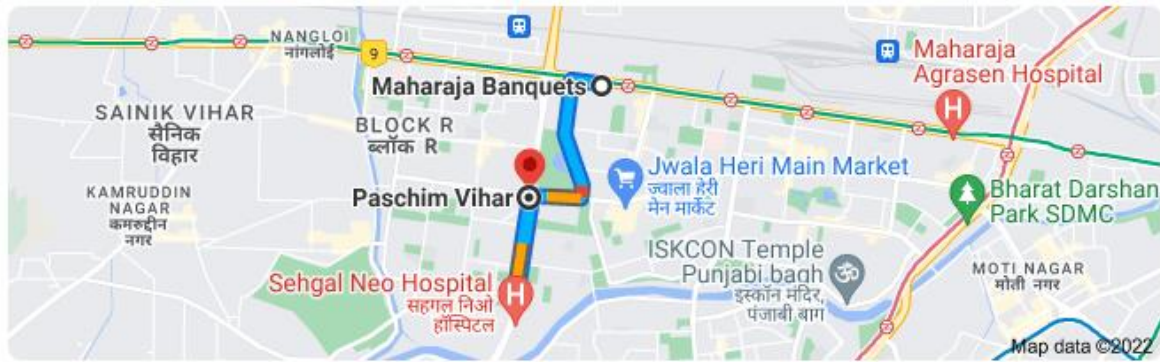 NANGLOI
नांगलोई
9
Maharaja Banquets
Maharaja
Agrasen Hospital
H
SAINIK VIHAR
सैनिक
विहार
BLOCK R
ब्लॉक R
Jwala Heri Main Market
ज्वाला हेरी
मेन मार्केट
KAMRUDDIN
NAGAR
कमरुद्दीन
नगर
Paschim Vihar
Bharat Darshan
Park SDMC
ISKCON Temple
Punjabi bagh
इस्कॉन मंदिर,
पंजाबी बाग
MOTI NAGAR
मोती नगर
Sehgal Neo Hospital
सहगल निओ
हॉस्पिटल
H
Map data ©2022